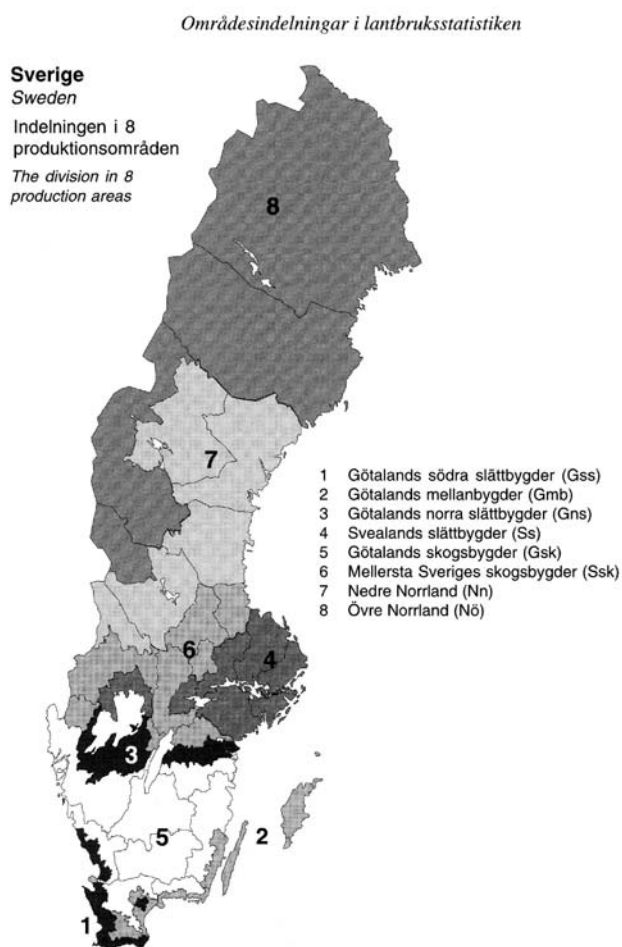 Områdesindelningar i lantbruksstatistiken
Sverige
Sweden
Indelningen i 8
produktionsområden
The division in 8
production areas
8
7
1 Götalands södra slättbygder (Gss)
2 Götalands mellanbygder (Gmb)
3 Götalands norra slättbygder (Gns)
4 Svealands slättbygder (Ss)
5 Götalands skogsbygder (Gsk)
6 Mellersta Sveriges skogsbygder (Ssk)
7 Nedre Norrland (Nn)
8 Övre Norrland (Nö)
6
4
3
5
2
1